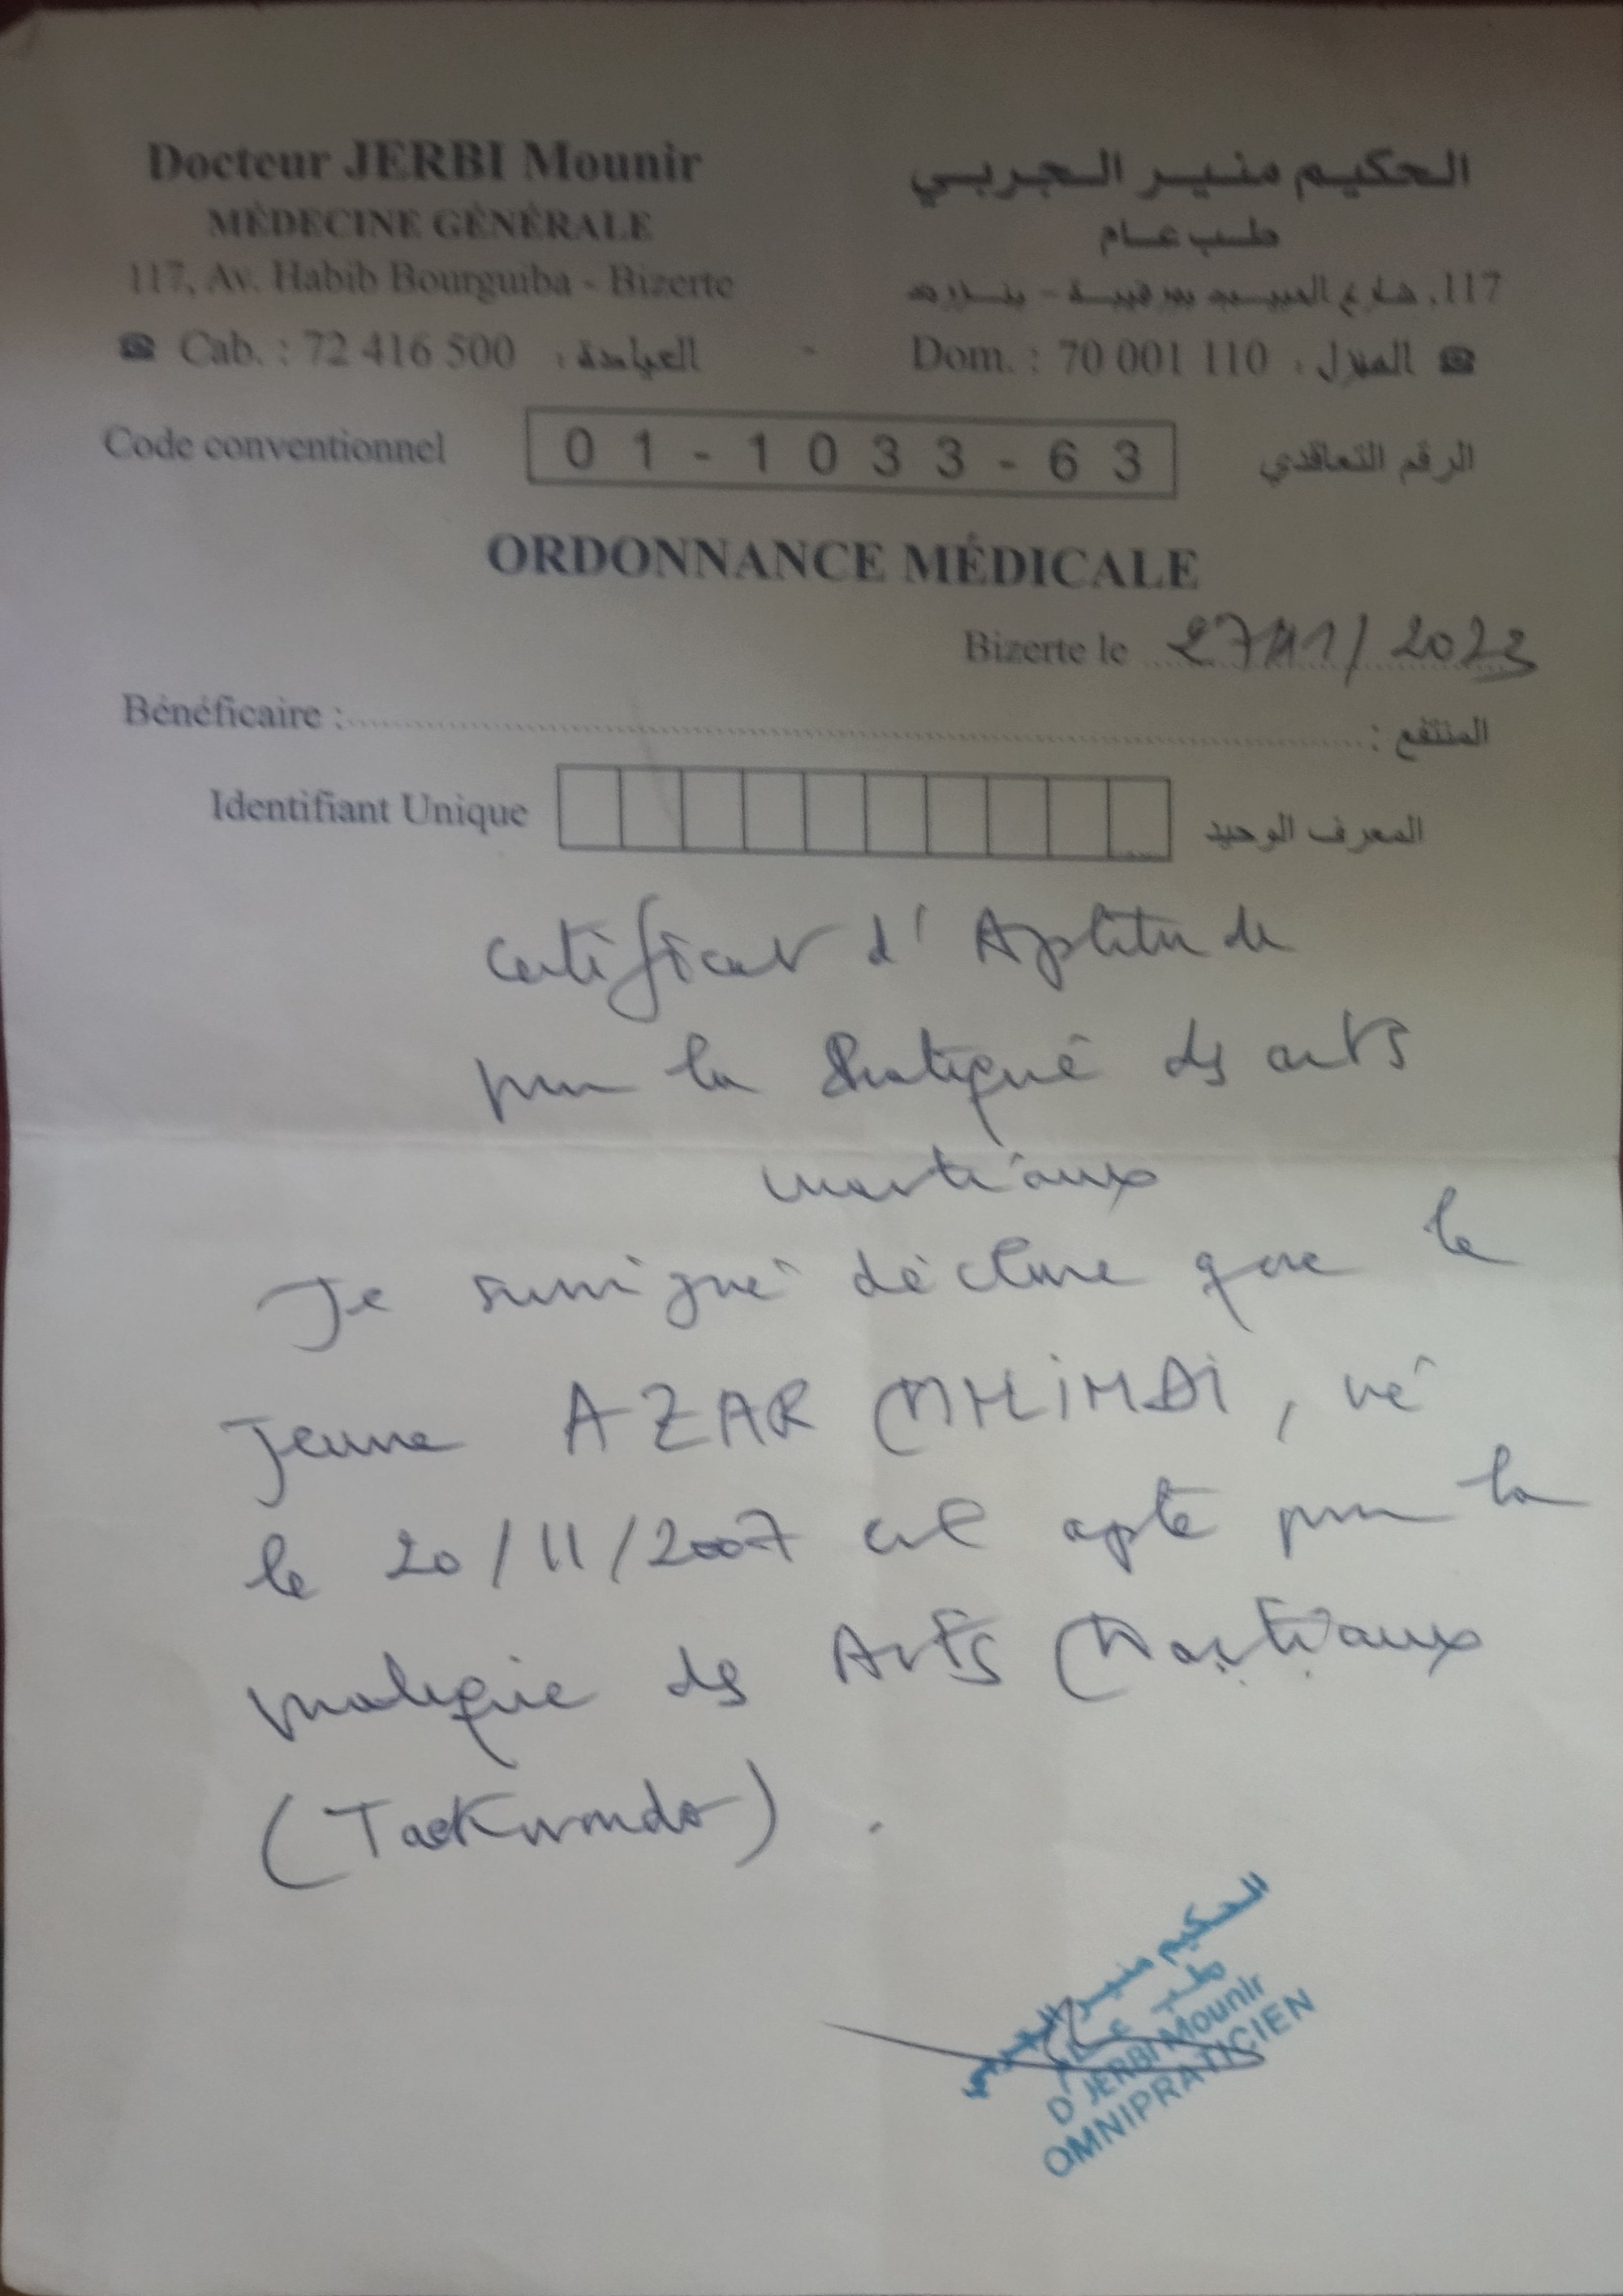 Docteur JERBI Mounir
MÉDECINE GÉNÉRALE
117, Av. Habib Bourguiba - Bizerte
الحكيم منير الجربي
طب عام
117، شارع الحبيب بورقيبة - بنزرت
☎ Cab. : 72 416 500 : العيادة - Dom. : 70 001 110 : المنزل ☎
Code conventionnel 01-1033-63 الرقم التعاقدي
ORDONNANCE MÉDICALE
Bizerte le 27/11/2023
Bénéficaire : المنتفع :
Identifiant Unique المعرف الوحيد
Certificat d'Aptitude
pour la Pratique des arts
martiaux
Je sussigné déclare que le
jeune AZAR MHIMDI, né
le 20/11/2007 est apte pour la
pratique des Arts Martiaux
(Taekwondo).
الحكيم منير الجربي
طب عام
Dr JERBI Mounir
OMNIPRATICIEN